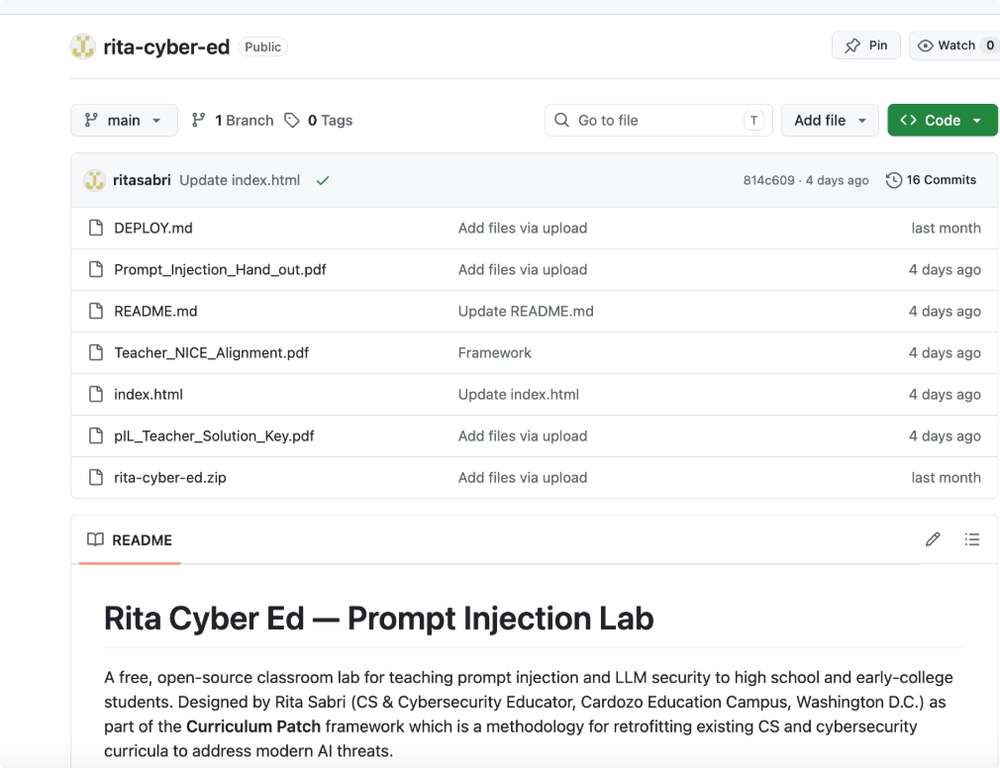 rita-cyber-ed Public Pin Watch 0
main 1 Branch 0 Tags Go to file T Add file Code
ritasabri Update index.html 814c609 · 4 days ago 16 Commits
DEPLOY.md Add files via upload last month
Prompt_Injection_Hand_out.pdf Add files via upload 4 days ago
README.md Update README.md 4 days ago
Teacher_NICE_Alignment.pdf Framework 4 days ago
index.html Update index.html 4 days ago
pIL_Teacher_Solution_Key.pdf Add files via upload 4 days ago
rita-cyber-ed.zip Add files via upload last month
README
Rita Cyber Ed — Prompt Injection Lab
A free, open-source classroom lab for teaching prompt injection and LLM security to high school and early-college
students. Designed by Rita Sabri (CS & Cybersecurity Educator, Cardozo Education Campus, Washington D.C.) as
part of the Curriculum Patch framework which is a methodology for retrofitting existing CS and cybersecurity
curricula to address modern AI threats.